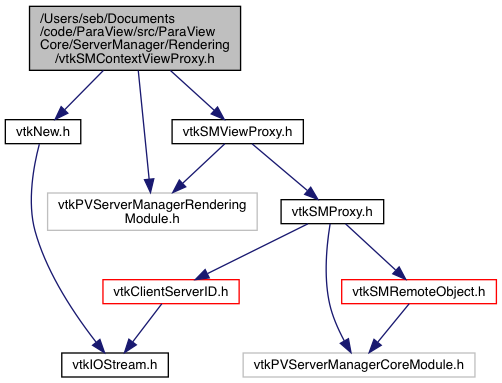 /Users/seb/Documents
/code/ParaView/src/ParaView
Core/ServerManager/Rendering
/vtkSMContextViewProxy.h
vtkNew.h
vtkSMViewProxy.h
vtkPVServerManagerRendering
Module.h
vtkSMProxy.h
vtkClientServerID.h
vtkSMRemoteObject.h
vtkIOStream.h
vtkPVServerManagerCoreModule.h